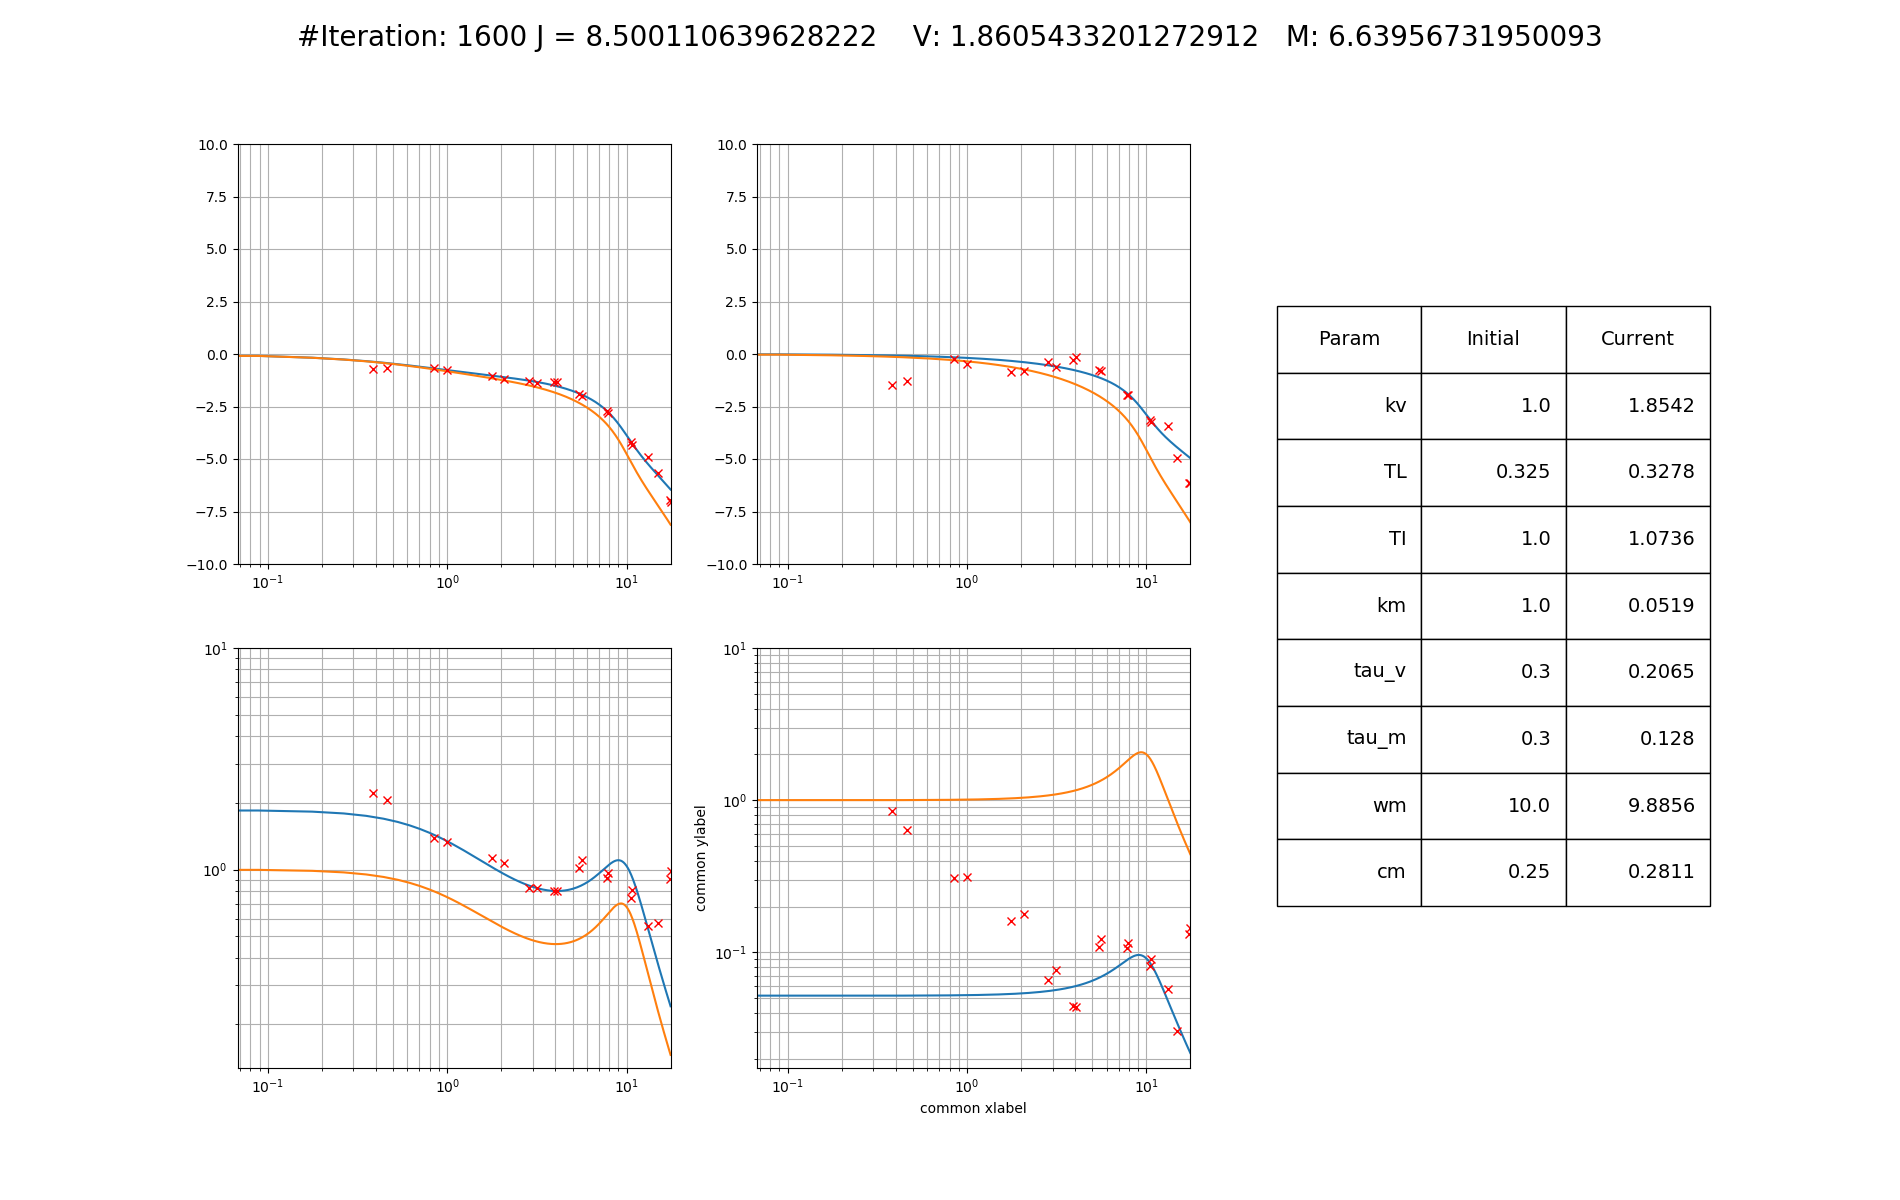 #Iteration: 1600 J = 8.500110639628222    V: 1.8605433201272912   M: 6.63956731950093
10.0
7.5
5.0
2.5
0.0
−2.5
−5.0
−7.5
−10.0
10⁻¹ 10⁰ 10¹
10.0
7.5
5.0
2.5
0.0
−2.5
−5.0
−7.5
−10.0
10⁻¹ 10⁰ 10¹
10¹
10⁰
10⁻¹ 10⁰ 10¹
common ylabel
10¹
10⁰
10⁻¹
10⁻¹ 10⁰ 10¹
common xlabel
Param Initial Current
kv 1.0 1.8542
TL 0.325 0.3278
TI 1.0 1.0736
km 1.0 0.0519
tau_v 0.3 0.2065
tau_m 0.3 0.128
wm 10.0 9.8856
cm 0.25 0.2811